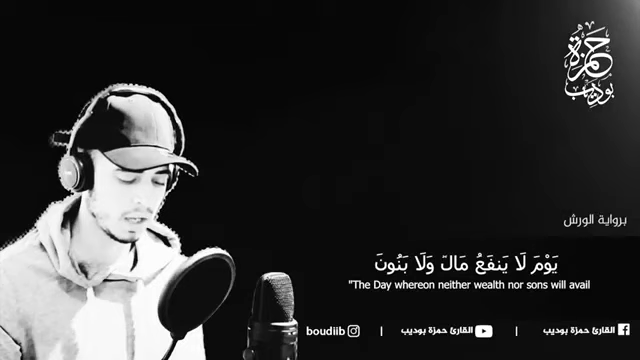 حمزة
بوديب
برواية الورش
يَوْمَ لَا يَنفَعُ مَالٌ وَلَا بَنُونَ
"The Day whereon neither wealth nor sons will avail
boudiib | القارئ حمزة بوديب | القارئ حمزة بوديب